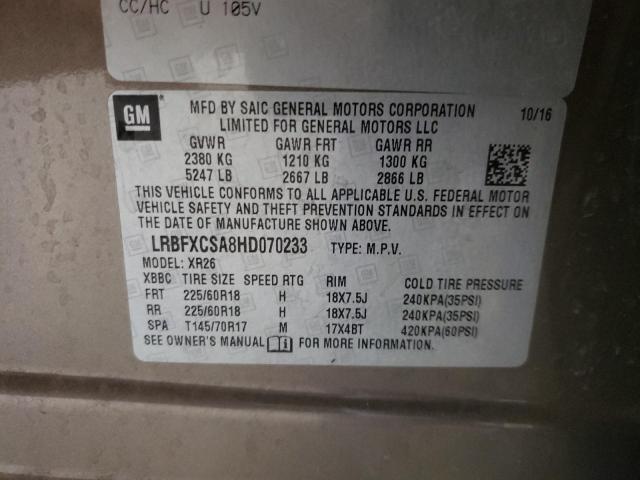 CC/HC U 105V
GM MFD BY SAIC GENERAL MOTORS CORPORATION 10/16
LIMITED FOR GENERAL MOTORS LLC
GVWR GAWR FRT GAWR RR
2380 KG 1210 KG 1300 KG
5247 LB 2667 LB 2866 LB
THIS VEHICLE CONFORMS TO ALL APPLICABLE U.S. FEDERAL MOTOR
VEHICLE SAFETY AND THEFT PREVENTION STANDARDS IN EFFECT ON
THE DATE OF MANUFACTURE SHOWN ABOVE.
LRBFXCSA8HD070233 TYPE: M.P.V.
MODEL: XR26
XBBC TIRE SIZE SPEED RTG RIM COLD TIRE PRESSURE
FRT 225/60R18 H 18X7.5J 240KPA(35PSI)
RR 225/60R18 H 18X7.5J 240KPA(35PSI)
SPA T145/70R17 M 17X4BT 420KPA(60PSI)
SEE OWNER'S MANUAL FOR MORE INFORMATION.